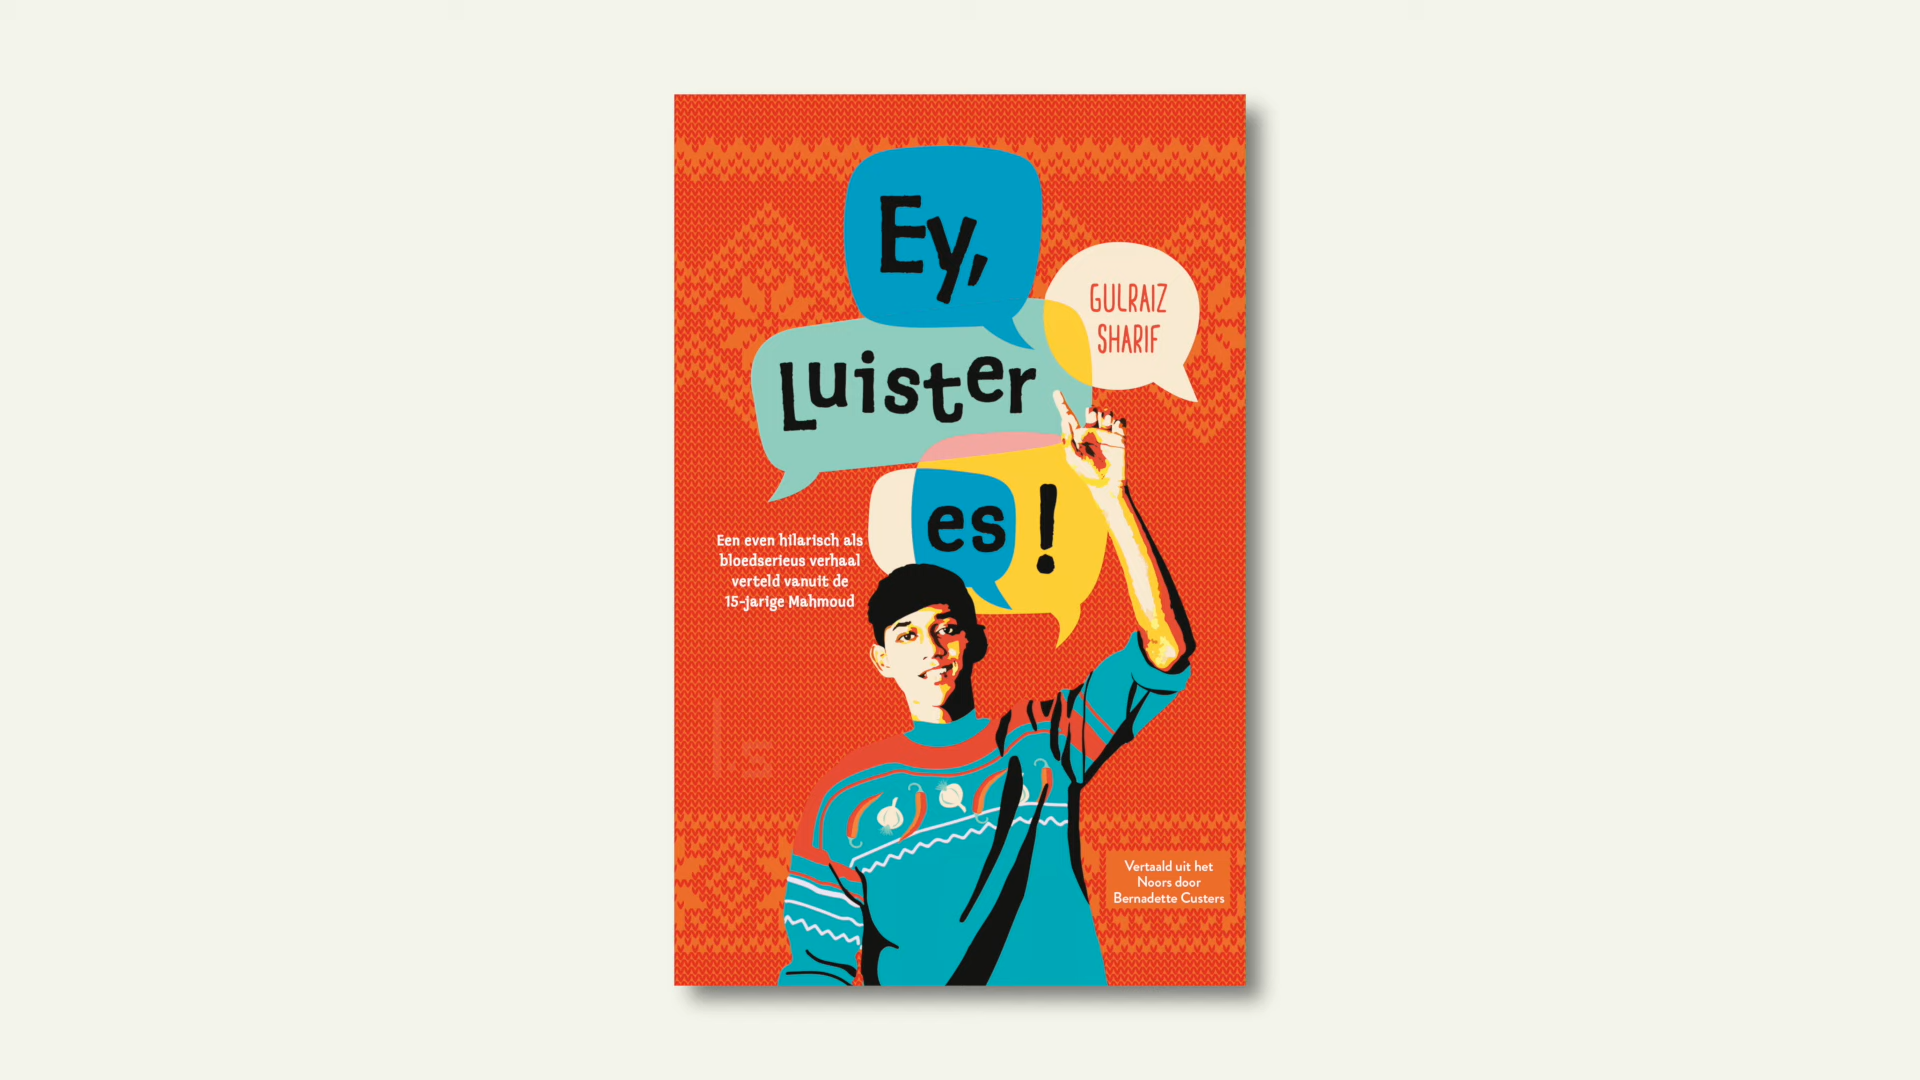 Ey,
GULRAIZ
SHARIF
Luister
es!
Een even hilarisch als
bloedserieus verhaal
verteld vanuit de
15-jarige Mahmoud
ls
Vertaald uit het
Noors door
Bernadette Custers